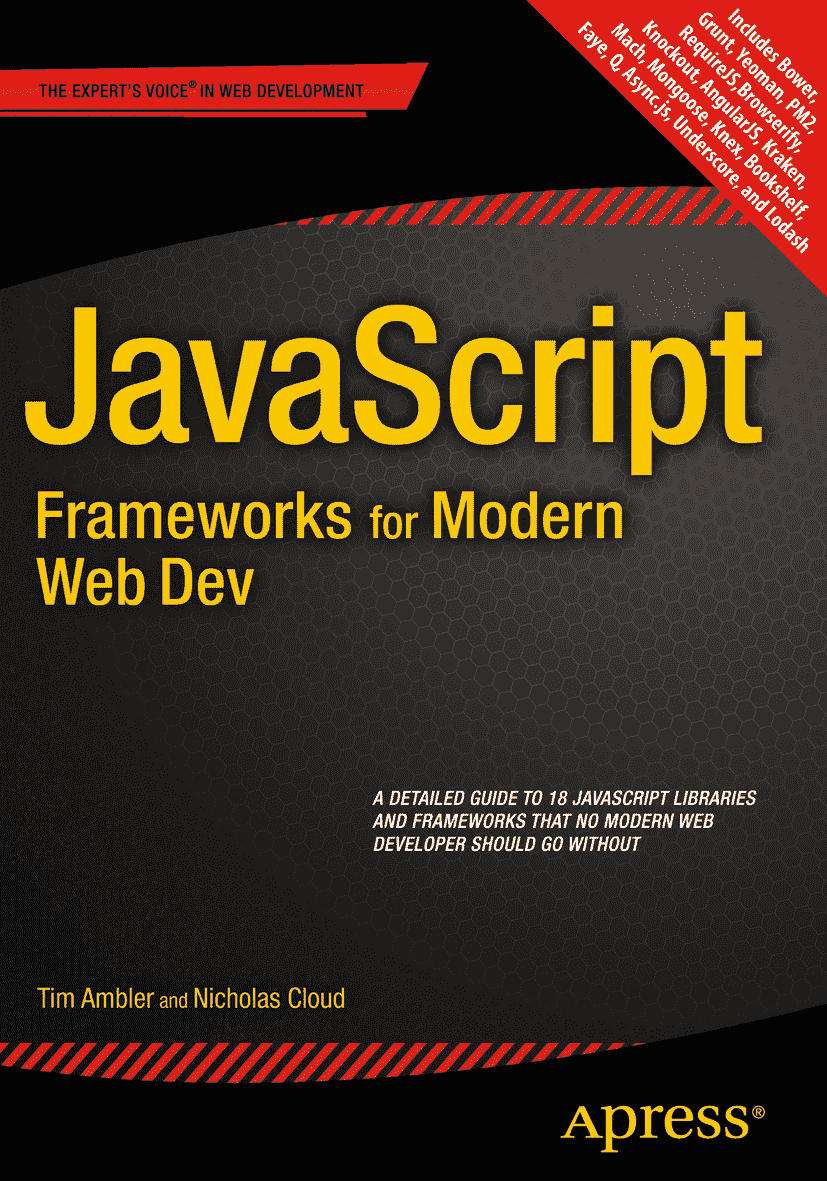 Includes Bower,
Grunt, Yeoman, PM2,
RequireJS, Browserify,
Knockout, AngularJS, Kraken,
Mach, Mongoose, Knex, Bookshelf,
Faye, Q, Async.js, Underscore, and Lodash
THE EXPERT'S VOICE® IN WEB DEVELOPMENT
JavaScript
Frameworks for Modern
Web Dev
A DETAILED GUIDE TO 18 JAVASCRIPT LIBRARIES
AND FRAMEWORKS THAT NO MODERN WEB
DEVELOPER SHOULD GO WITHOUT
Tim Ambler and Nicholas Cloud
Apress®